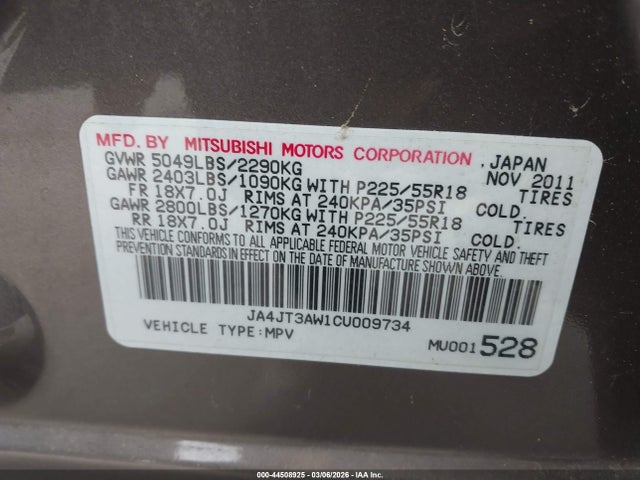 MFD. BY MITSUBISHI MOTORS CORPORATION, JAPAN
GVWR 5049LBS/2290KG NOV 2011
GAWR 2403LBS/1090KG WITH P225/55R18 TIRES
FR 18X7.0J RIMS AT 240KPA/35PSI COLD.
GAWR 2800LBS/1270KG WITH P225/55R18 TIRES
RR 18X7.0J RIMS AT 240KPA/35PSI COLD.
THIS VEHICLE CONFORMS TO ALL APPLICABLE FEDERAL MOTOR VEHICLE SAFETY AND THEFT
PREVENTION STANDARDS IN EFFECT ON THE DATE OF MANUFACTURE SHOWN ABOVE.
JA4JT3AW1CU009734
VEHICLE TYPE:MPV MU001528
000-44508925 - 03/06/2026 - IAA Inc.